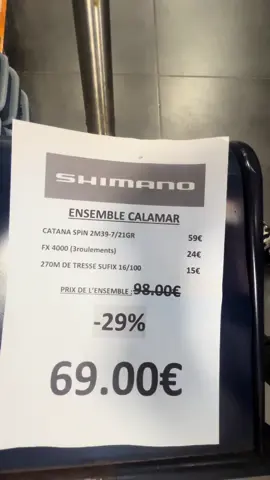 SHIMANO
ENSEMBLE CALAMAR
CATANA SPIN 2M39-7/21GR 59€
FX 4000 (3roulements) 24€
270M DE TRESSE SUFIX 16/100 15€
PRIX DE L'ENSEMBLE : 98.00€
-29%
69.00€